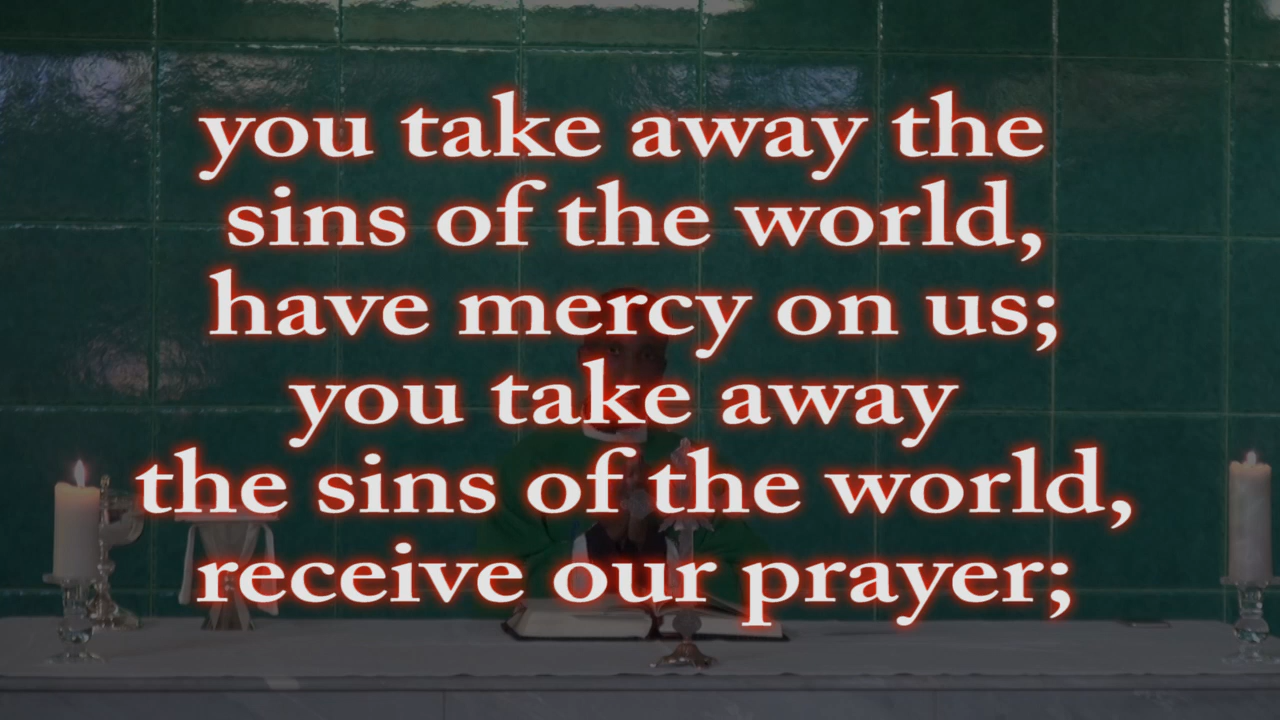 you take away the
sins of the world,
have mercy on us;
you take away
the sins of the world,
receive our prayer;